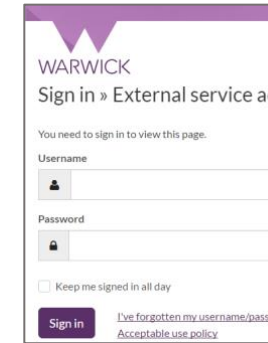 WARWICK
Sign in » External service a
You need to sign in to view this page.
Username
Password
Keep me signed in all day
Sign in
I've forgotten my username/pass
Acceptable use policy